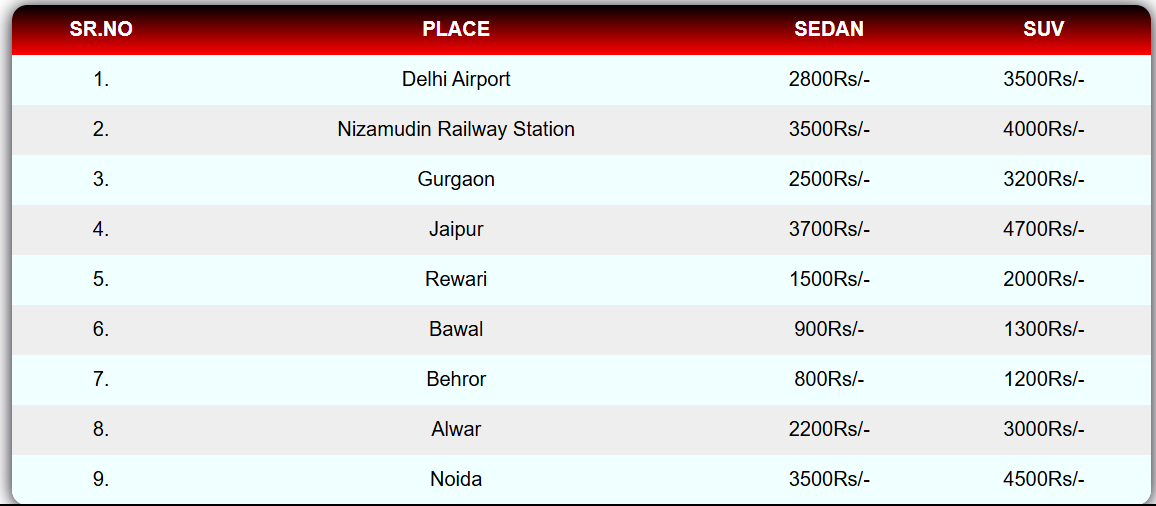 SR.NO PLACE SEDAN SUV
1. Delhi Airport 2800Rs/- 3500Rs/-
2. Nizamudin Railway Station 3500Rs/- 4000Rs/-
3. Gurgaon 2500Rs/- 3200Rs/-
4. Jaipur 3700Rs/- 4700Rs/-
5. Rewari 1500Rs/- 2000Rs/-
6. Bawal 900Rs/- 1300Rs/-
7. Behror 800Rs/- 1200Rs/-
8. Alwar 2200Rs/- 3000Rs/-
9. Noida 3500Rs/- 4500Rs/-